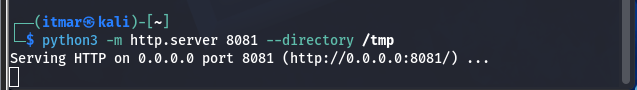 ┌──(itmar㉿kali)-[~]
└─$ python3 -m http.server 8081 --directory /tmp
Serving HTTP on 0.0.0.0 port 8081 (http://0.0.0.0:8081/) ...